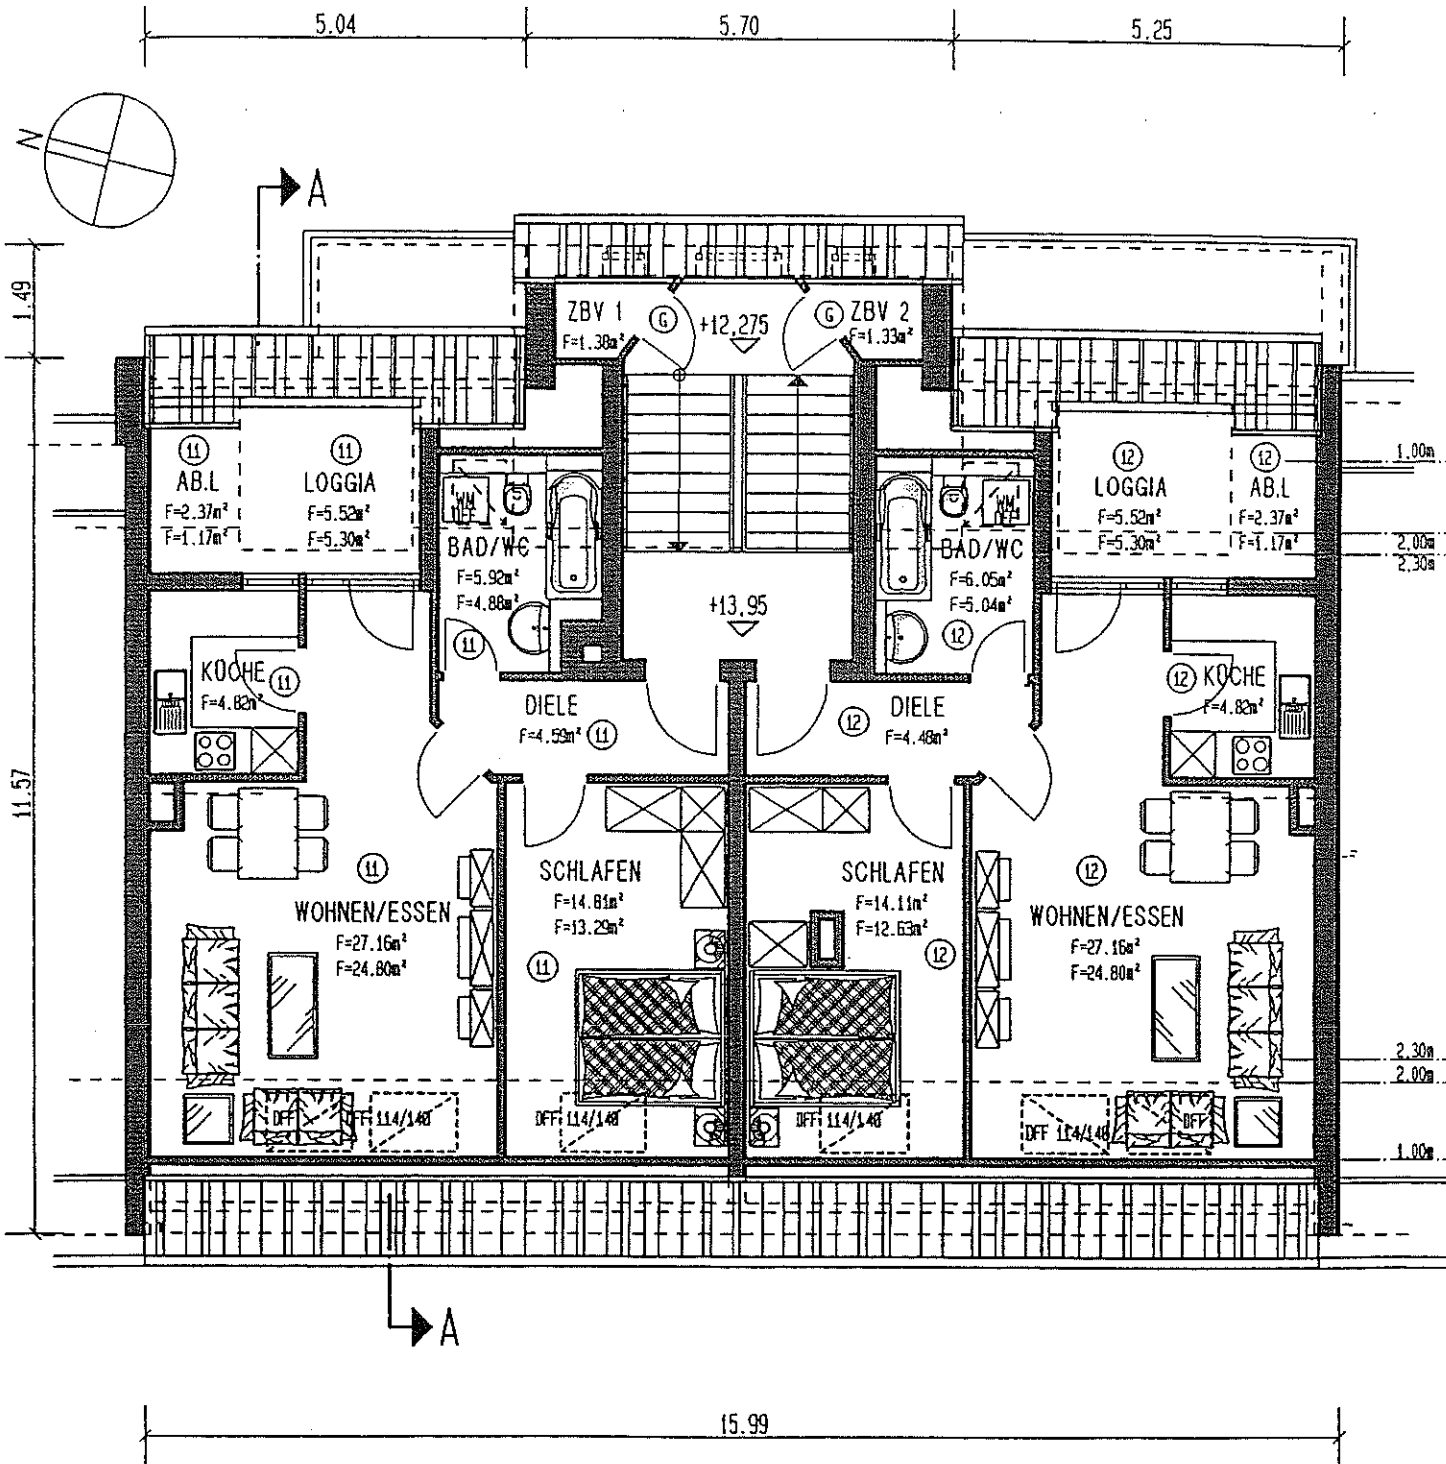 5.04
5.70
5.25
N
A
1.49
ZBV 1
F=1.38m²
G
+12,275
G
ZBV 2
F=1.33m²
11
AB.L
F=2.37m²
F=1.17m²
11
LOGGIA
F=5.52m²
F=5.30m²
WM
BAD/WC
F=5.92m²
F=4.88m²
11
WM
BAD/WC
F=6.05m²
F=5.04m²
12
12
LOGGIA
F=5.52m²
F=5.30m²
12
AB.L
F=2.37m²
F=1.17m²
1.00m
2.00m
2.30m
+13,95
KÜCHE
F=4.82m²
11
DIELE
F=4.59m²
11
DIELE
F=4.48m²
12
12
KÜCHE
F=4.82m²
11.57
11
WOHNEN/ESSEN
F=27.16m²
F=24.80m²
SCHLAFEN
F=14.81m²
F=13.29m²
11
SCHLAFEN
F=14.11m²
F=12.63m²
12
12
WOHNEN/ESSEN
F=27.16m²
F=24.80m²
2.30m
2.00m
1.00m
DFF
DFF 114/140
DFF 114/140
DFF 114/140
DFF 114/140
DFF
A
15.99